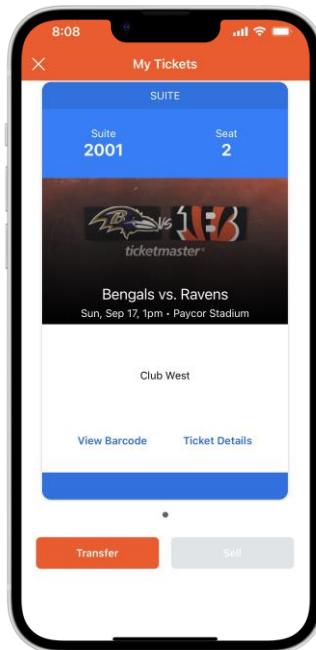 8:08
My Tickets
SUITE
Suite Seat
2001 2
VS B
ticketmaster
Bengals vs. Ravens
Sun, Sep 17, 1pm • Paycor Stadium
Club West
View Barcode Ticket Details
Transfer Sell